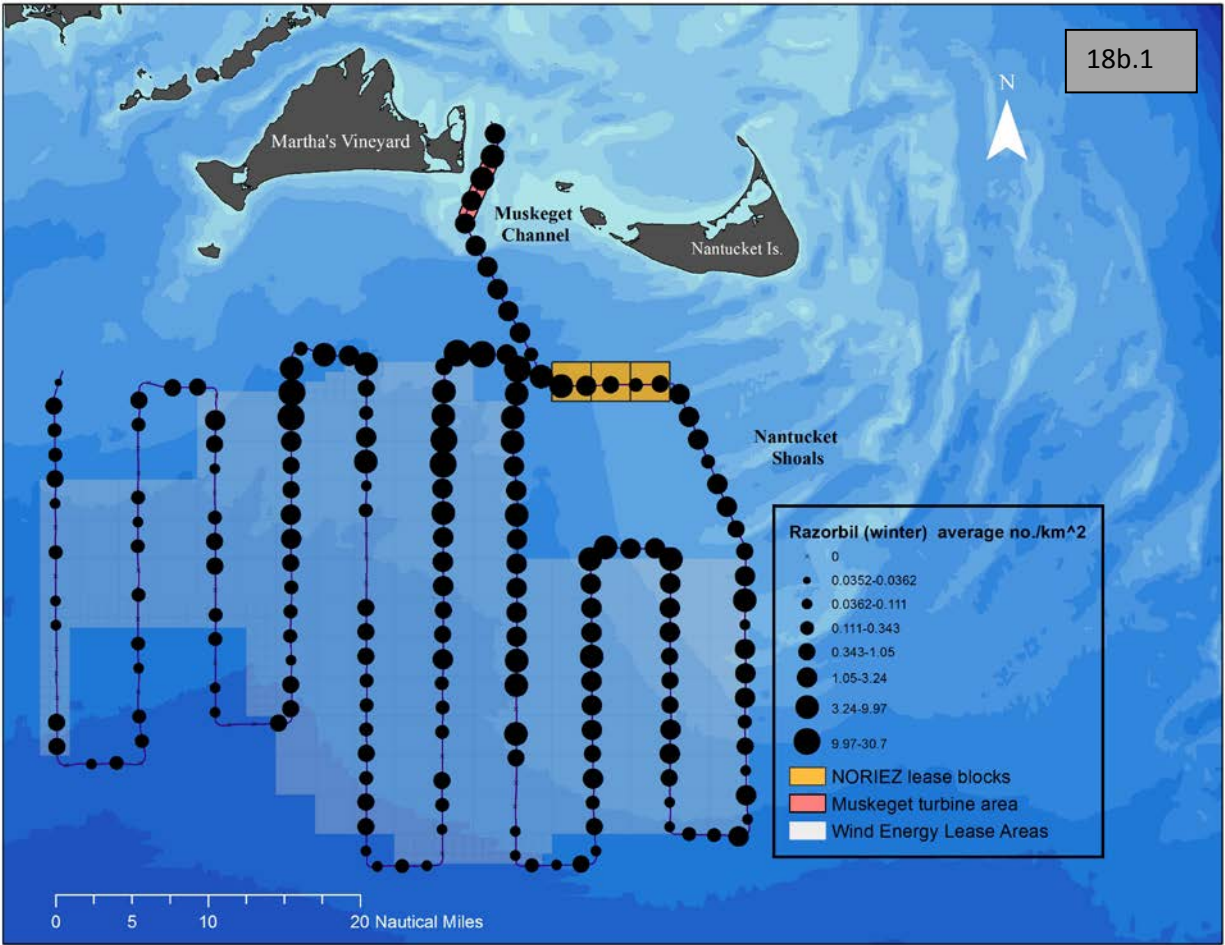 18b.1
N
Martha's Vineyard
Muskeget
Channel
Nantucket Is.
Nantucket
Shoals
Razorbil (winter) average no./km^2
0
0.0352-0.0362
0.0362-0.111
0.111-0.343
0.343-1.05
1.05-3.24
3.24-9.97
9.97-30.7
NORIEZ lease blocks
Muskeget turbine area
Wind Energy Lease Areas
0 5 10 20 Nautical Miles